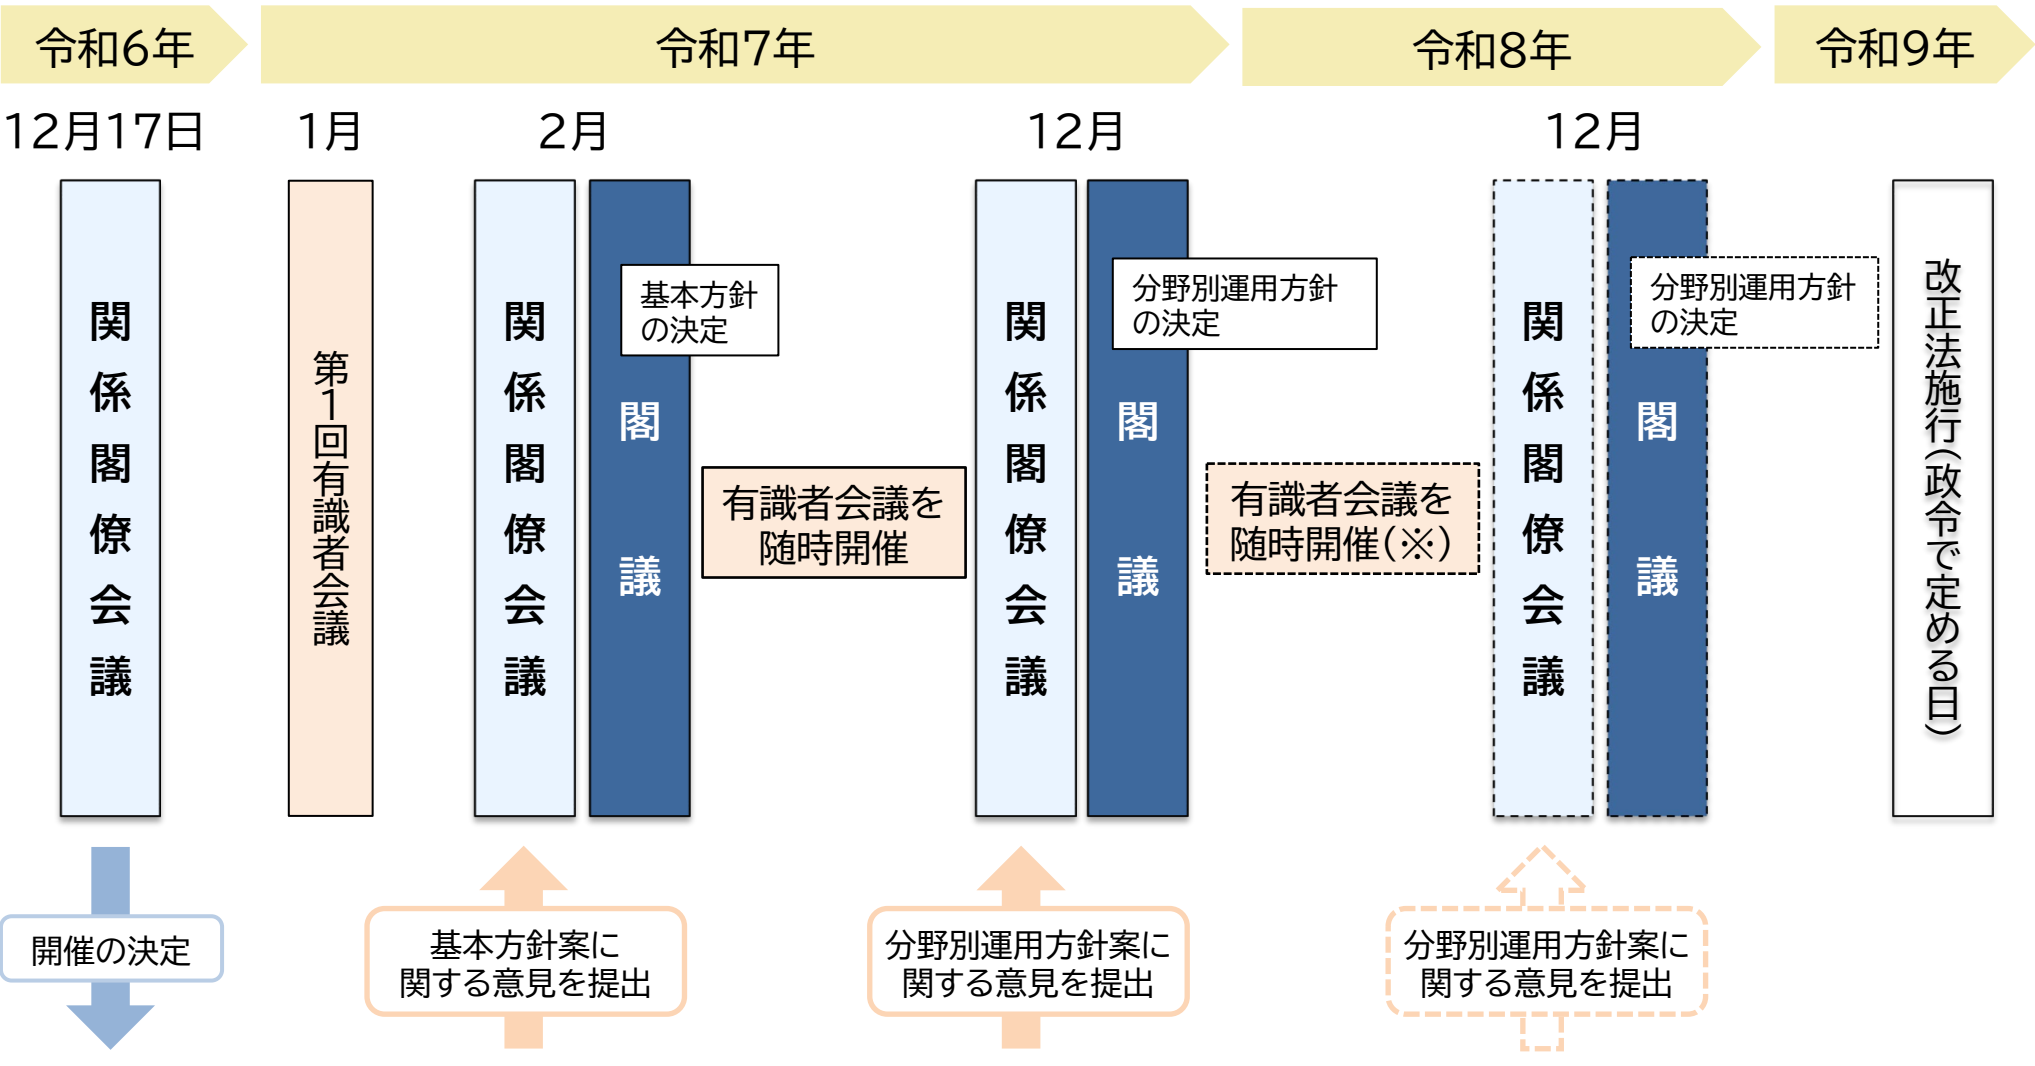 令和6年
令和7年
令和8年
令和9年
12月17日
1月
2月
12月
12月
関係閣僚会議
第1回有識者会議
関係閣僚会議
閣議
基本方針
の決定
有識者会議を
随時開催
関係閣僚会議
閣議
分野別運用方針
の決定
有識者会議を
随時開催(※)
関係閣僚会議
閣議
分野別運用方針
の決定
改正法施行(政令で定める日)
開催の決定
基本方針案に
関する意見を提出
分野別運用方針案に
関する意見を提出
分野別運用方針案に
関する意見を提出